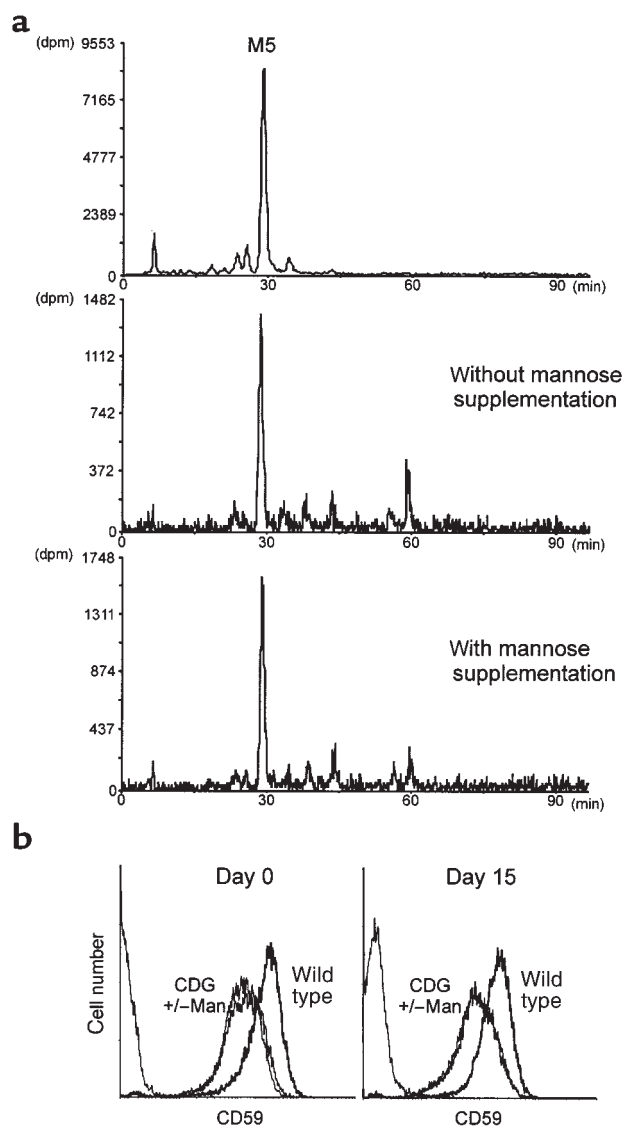 a
(dpm) 9553
M5
7165
4777
2389
0
0 30 60 90 (min)
(dpm) 1482
1112
Without mannose
supplementation
742
372
0
0 30 60 90 (min)
(dpm) 1748
1311
With mannose
supplementation
874
437
0
0 30 60 90 (min)
b
Day 0
Day 15
Cell number
CDG
+/–Man
Wild
type
CDG
+/–Man
Wild
type
CD59
CD59